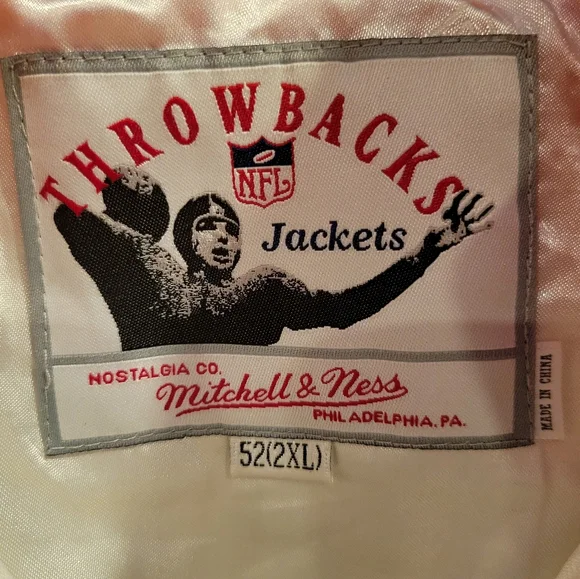 THROWBACKS
NFL
Jackets
NOSTALGIA CO.
Mitchell & Ness
PHILADELPHIA, PA.
MADE IN CHINA
52(2XL)